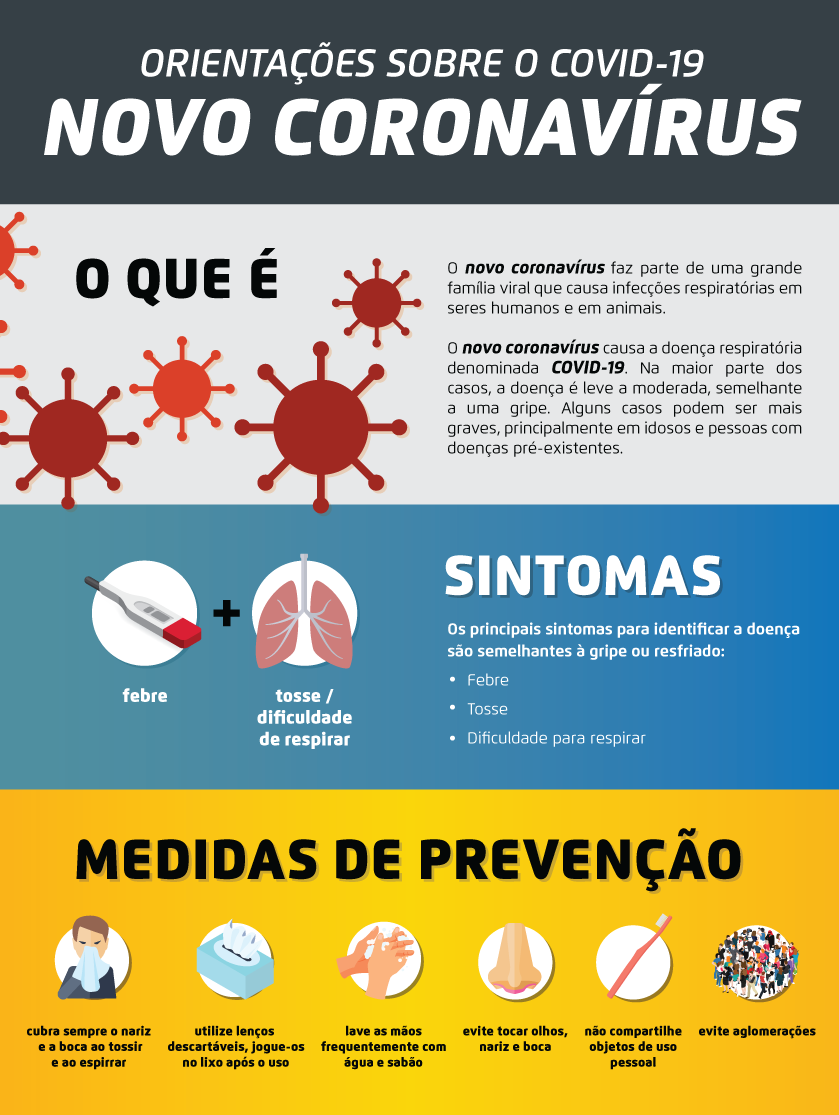 ORIENTAÇÕES SOBRE O COVID-19
NOVO CORONAVÍRUS
O QUE É
O novo coronavírus faz parte de uma grande
família viral que causa infecções respiratórias em
seres humanos e em animais.
O novo coronavírus causa a doença respiratória
denominada COVID-19. Na maior parte dos
casos, a doença é leve a moderada, semelhante
a uma gripe. Alguns casos podem ser mais
graves, principalmente em idosos e pessoas com
doenças pré-existentes.
+
febre
tosse /
dificuldade
de respirar
SINTOMAS
Os principais sintomas para identificar a doença
são semelhantes à gripe ou resfriado:
• Febre
• Tosse
• Dificuldade para respirar
MEDIDAS DE PREVENÇÃO
cubra sempre o nariz
e a boca ao tossir
e ao espirrar
utilize lenços
descartáveis, jogue-os
no lixo após o uso
lave as mãos
frequentemente com
água e sabão
evite tocar olhos,
nariz e boca
não compartilhe
objetos de uso
pessoal
evite aglomerações